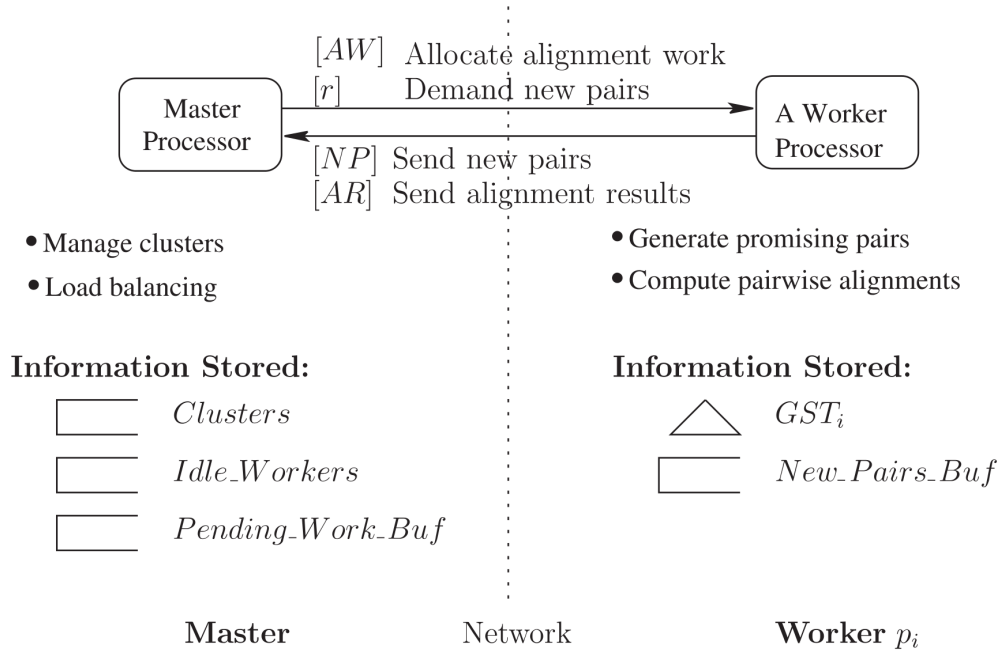 [AW] Allocate alignment work
[r] Demand new pairs
Master
Processor
A Worker
Processor
[NP] Send new pairs
[AR] Send alignment results
• Manage clusters
• Load balancing
• Generate promising pairs
• Compute pairwise alignments
Information Stored:
Clusters
Idle_Workers
Pending_Work_Buf
Information Stored:
GST_i
New_Pairs_Buf
Master
Network
Worker p_i